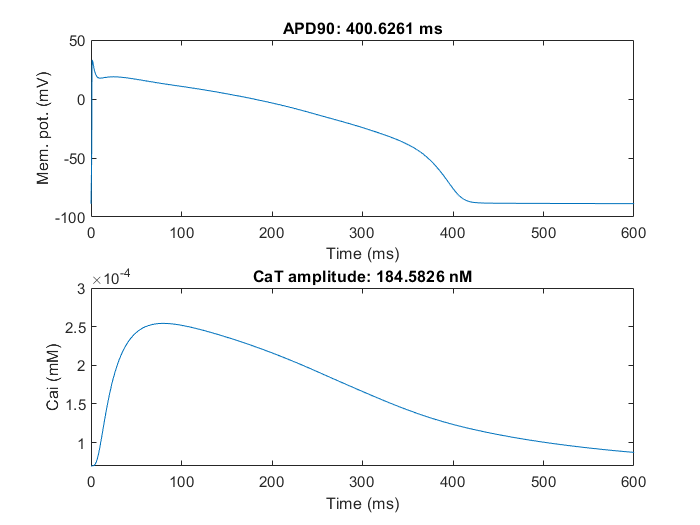 APD90: 400.6261 ms
50
0
-50
-100
Mem. pot. (mV)
0 100 200 300 400 500 600
Time (ms)
×10-4
CaT amplitude: 184.5826 nM
3
2.5
2
1.5
1
Cai (mM)
0 100 200 300 400 500 600
Time (ms)